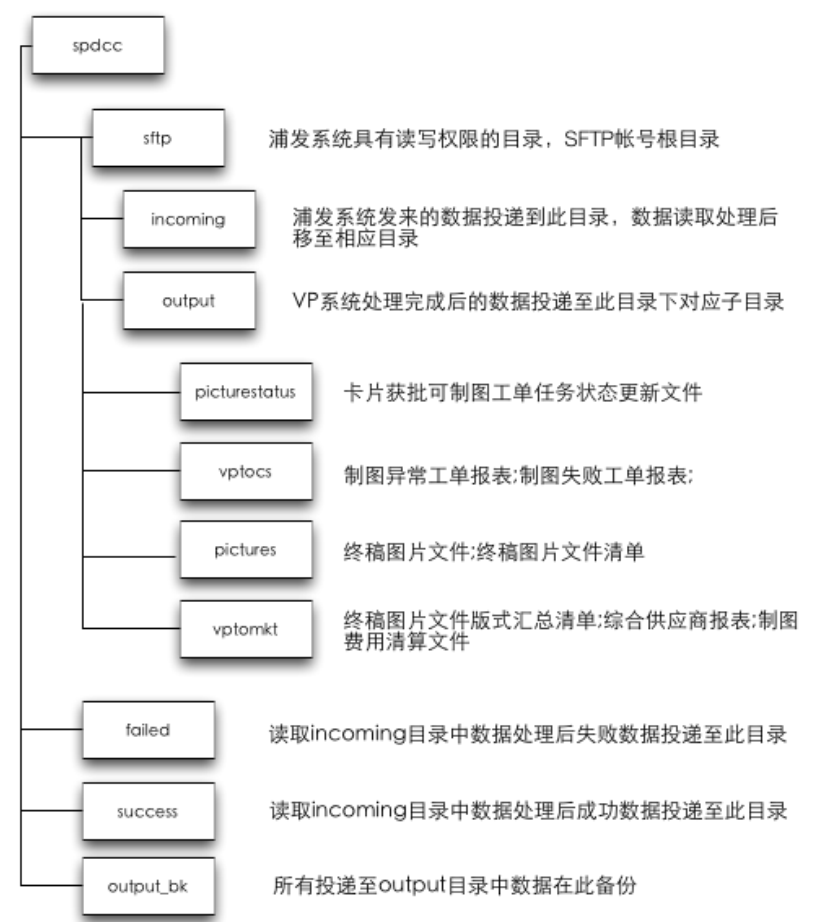 spdcc
sftp
浦发系统具有读写权限的目录，SFTP帐号根目录
incoming
浦发系统发来的数据投递到此目录，数据读取处理后
移至相应目录
output
VP系统处理完成后的数据投递至此目录下对应子目录
picturestatus
卡片获批可制图工单任务状态更新文件
vptocs
制图异常工单报表;制图失败工单报表;
pictures
终稿图片文件;终稿图片文件清单
vptomkt
终稿图片文件版式汇总清单;综合供应商报表;制图
费用清算文件
failed
读取incoming目录中数据处理后失败数据投递至此目录
success
读取incoming目录中数据处理后成功数据投递至此目录
output_bk
所有投递至output目录中数据在此备份